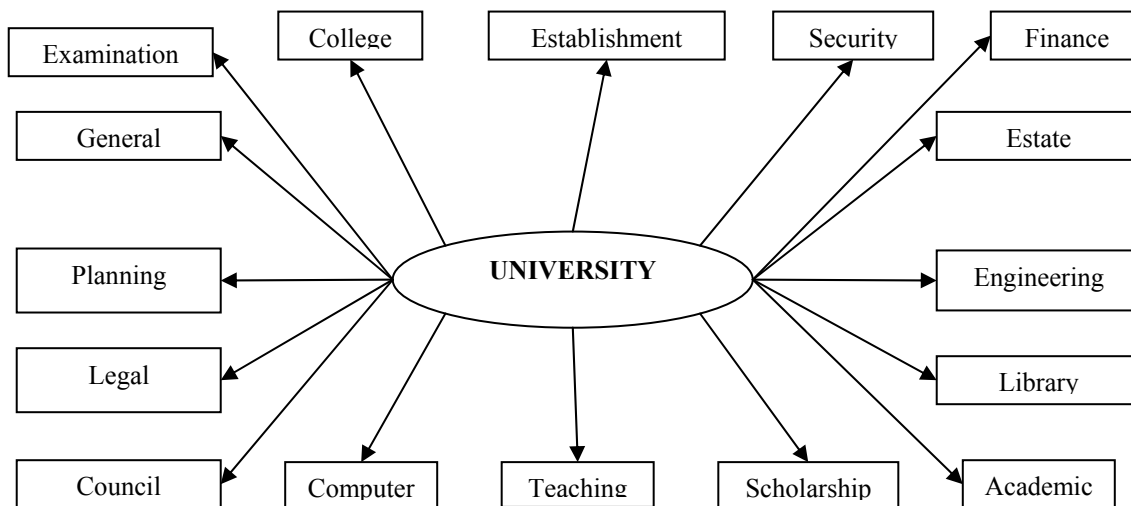 College
Establishment
Security
Finance
Examination
General
Estate
UNIVERSITY
Planning
Engineering
Legal
Library
Council
Computer
Teaching
Scholarship
Academic